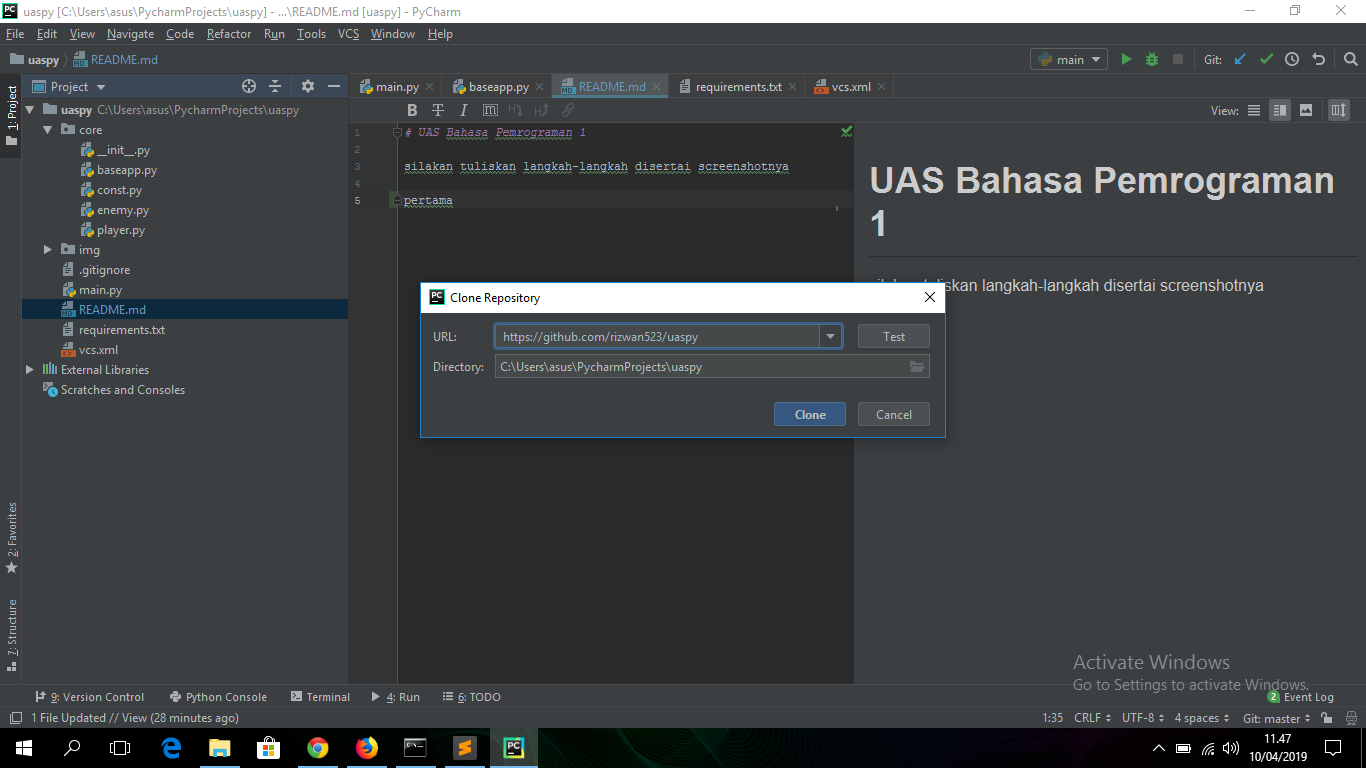 uaspy [C:\Users\asus\PycharmProjects\uaspy] - ...\README.md [uaspy] - PyCharm
File Edit View Navigate Code Refactor Run Tools VCS Window Help
uaspy README.md main Git:
1: Project
Project
main.py baseapp.py README.md requirements.txt vcs.xml
B T I View:
uaspy C:\Users\asus\PycharmProjects\uaspy
core
__init__.py
baseapp.py
const.py
enemy.py
player.py
img
.gitignore
main.py
README.md
requirements.txt
vcs.xml
External Libraries
Scratches and Consoles
1 # UAS Bahasa Pemrograman 1
2
3 silakan tuliskan langkah-langkah disertai screenshotnya
4
5 pertama
UAS Bahasa Pemrograman
1
skan langkah-langkah disertai screenshotnya
PC Clone Repository
URL: https://github.com/rizwan523/uaspy Test
Directory: C:\Users\asus\PycharmProjects\uaspy
Clone Cancel
2: Favorites
7: Structure
Activate Windows
Go to Settings to activate Windows.
9: Version Control Python Console Terminal 4: Run 6: TODO 2 Event Log
1 File Updated // View (28 minutes ago) 1:35 CRLF UTF-8 4 spaces Git: master
11.47
10/04/2019